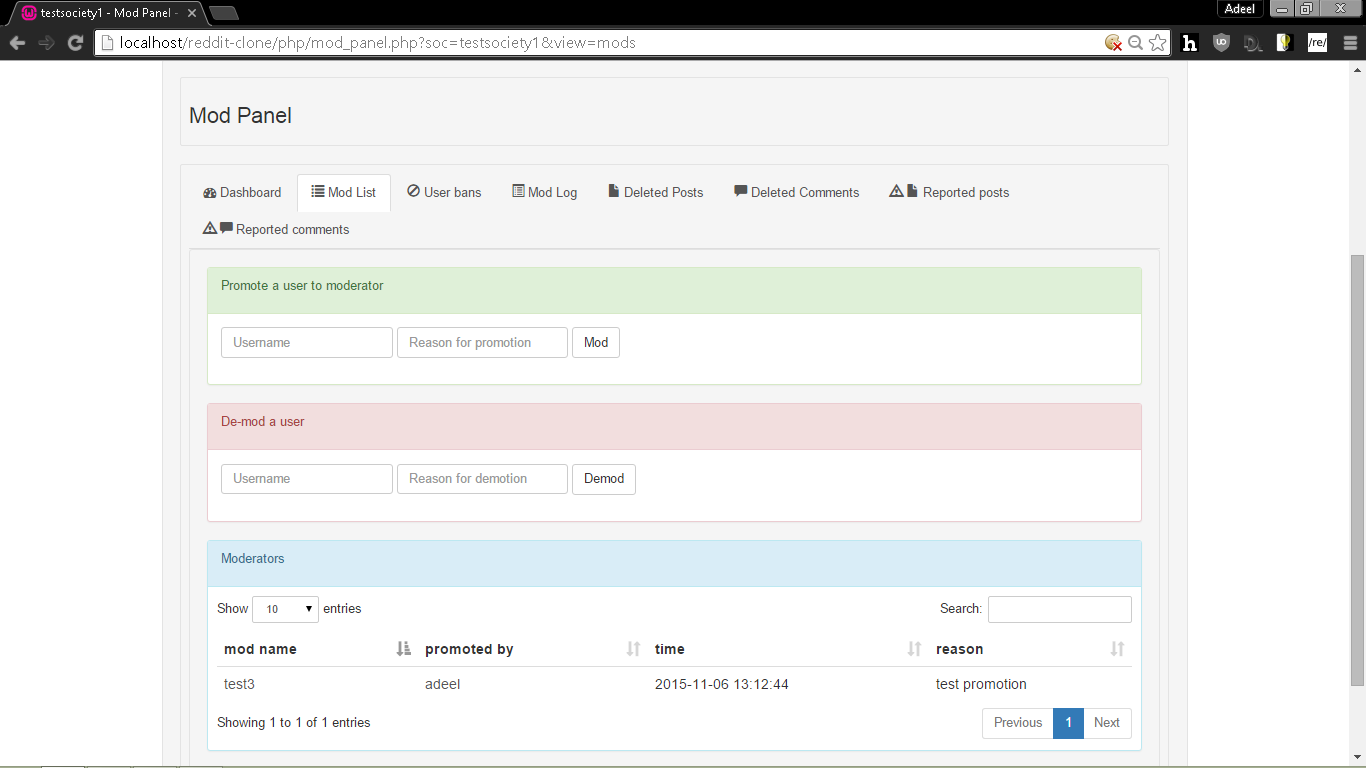 testsociety1 - Mod Panel -
Adeel
localhost/reddit-clone/php/mod_panel.php?soc=testsociety1&view=mods
h
UO
/re/
Mod Panel
Dashboard Mod List User bans Mod Log Deleted Posts Deleted Comments Reported posts
Reported comments
Promote a user to moderator
Username Reason for promotion Mod
De-mod a user
Username Reason for demotion Demod
Moderators
Show 10 entries Search:
mod name promoted by time reason
test3 adeel 2015-11-06 13:12:44 test promotion
Showing 1 to 1 of 1 entries Previous 1 Next